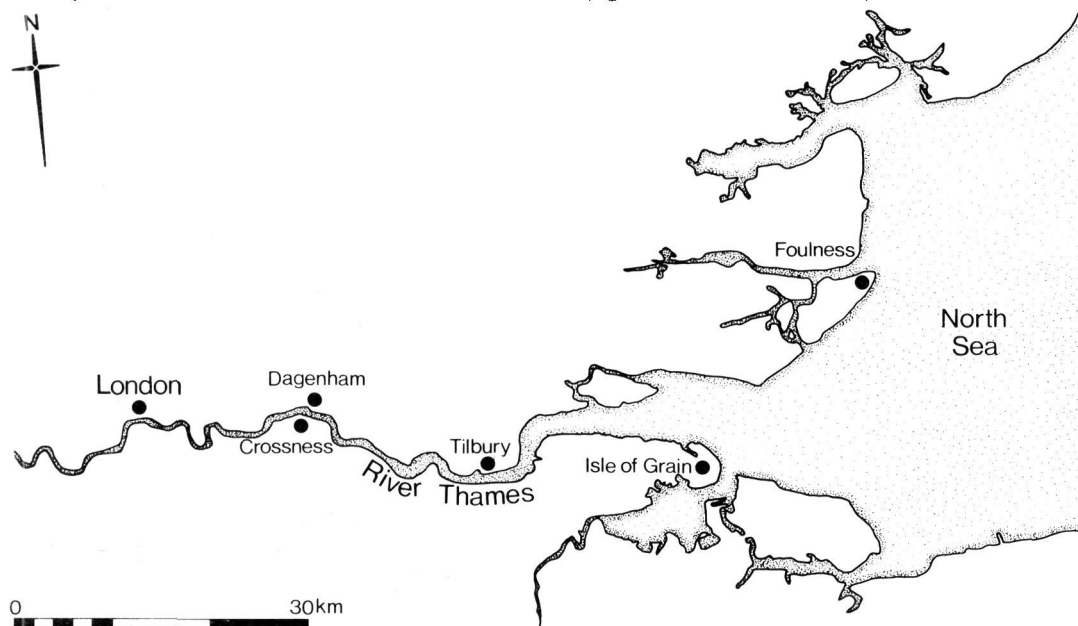 N
Foulness
North
Sea
London
Dagenham
Crossness
Tilbury
Isle of Grain
River Thames
0 30km